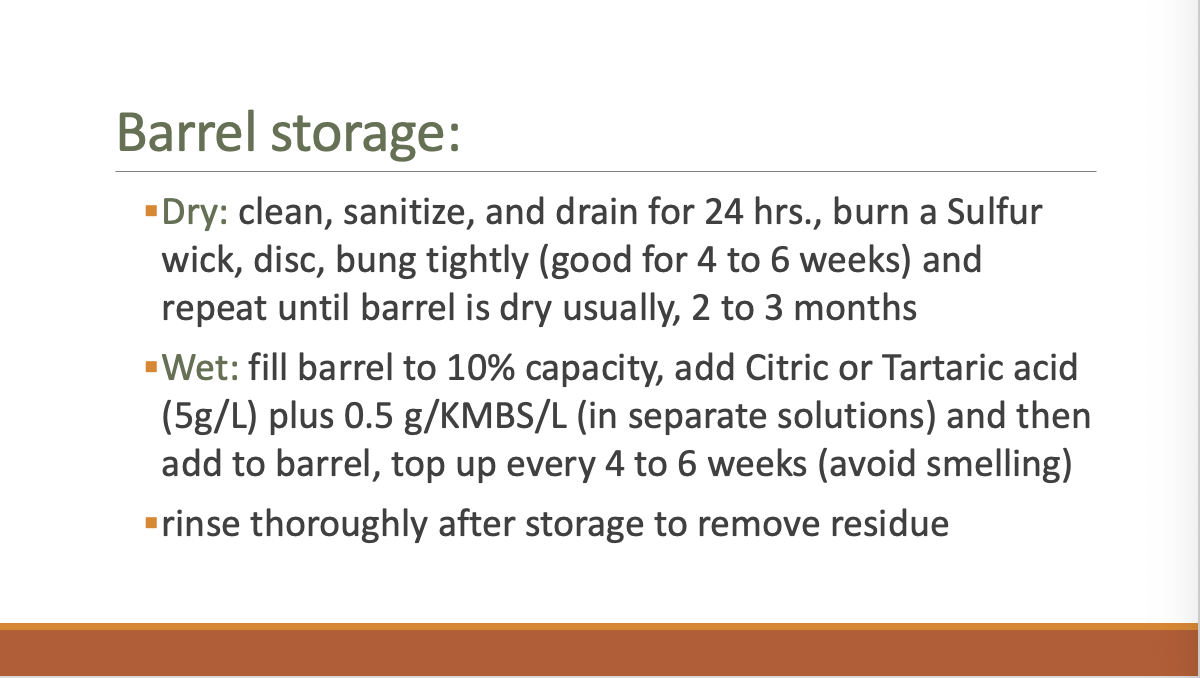 Barrel storage:
▪Dry: clean, sanitize, and drain for 24 hrs., burn a Sulfur
wick, disc, bung tightly (good for 4 to 6 weeks) and
repeat until barrel is dry usually, 2 to 3 months
▪Wet: fill barrel to 10% capacity, add Citric or Tartaric acid
(5g/L) plus 0.5 g/KMBS/L (in separate solutions) and then
add to barrel, top up every 4 to 6 weeks (avoid smelling)
▪rinse thoroughly after storage to remove residue